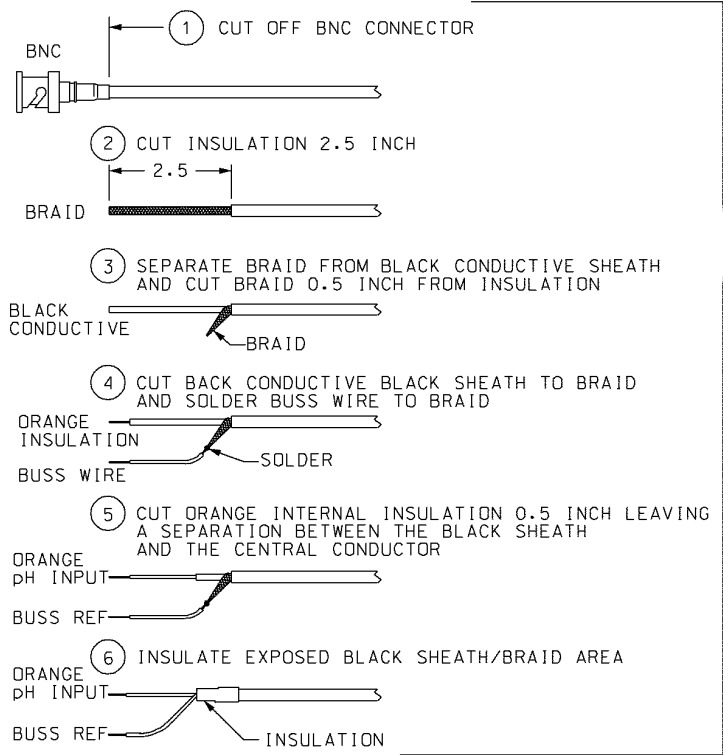 1 CUT OFF BNC CONNECTOR
BNC
2 CUT INSULATION 2.5 INCH
2.5
BRAID
3 SEPARATE BRAID FROM BLACK CONDUCTIVE SHEATH
AND CUT BRAID 0.5 INCH FROM INSULATION
BLACK
CONDUCTIVE
BRAID
4 CUT BACK CONDUCTIVE BLACK SHEATH TO BRAID
AND SOLDER BUSS WIRE TO BRAID
ORANGE
INSULATION
SOLDER
BUSS WIRE
5 CUT ORANGE INTERNAL INSULATION 0.5 INCH LEAVING
A SEPARATION BETWEEN THE BLACK SHEATH
AND THE CENTRAL CONDUCTOR
ORANGE
pH INPUT
BUSS REF
6 INSULATE EXPOSED BLACK SHEATH/BRAID AREA
ORANGE
pH INPUT
BUSS REF
INSULATION